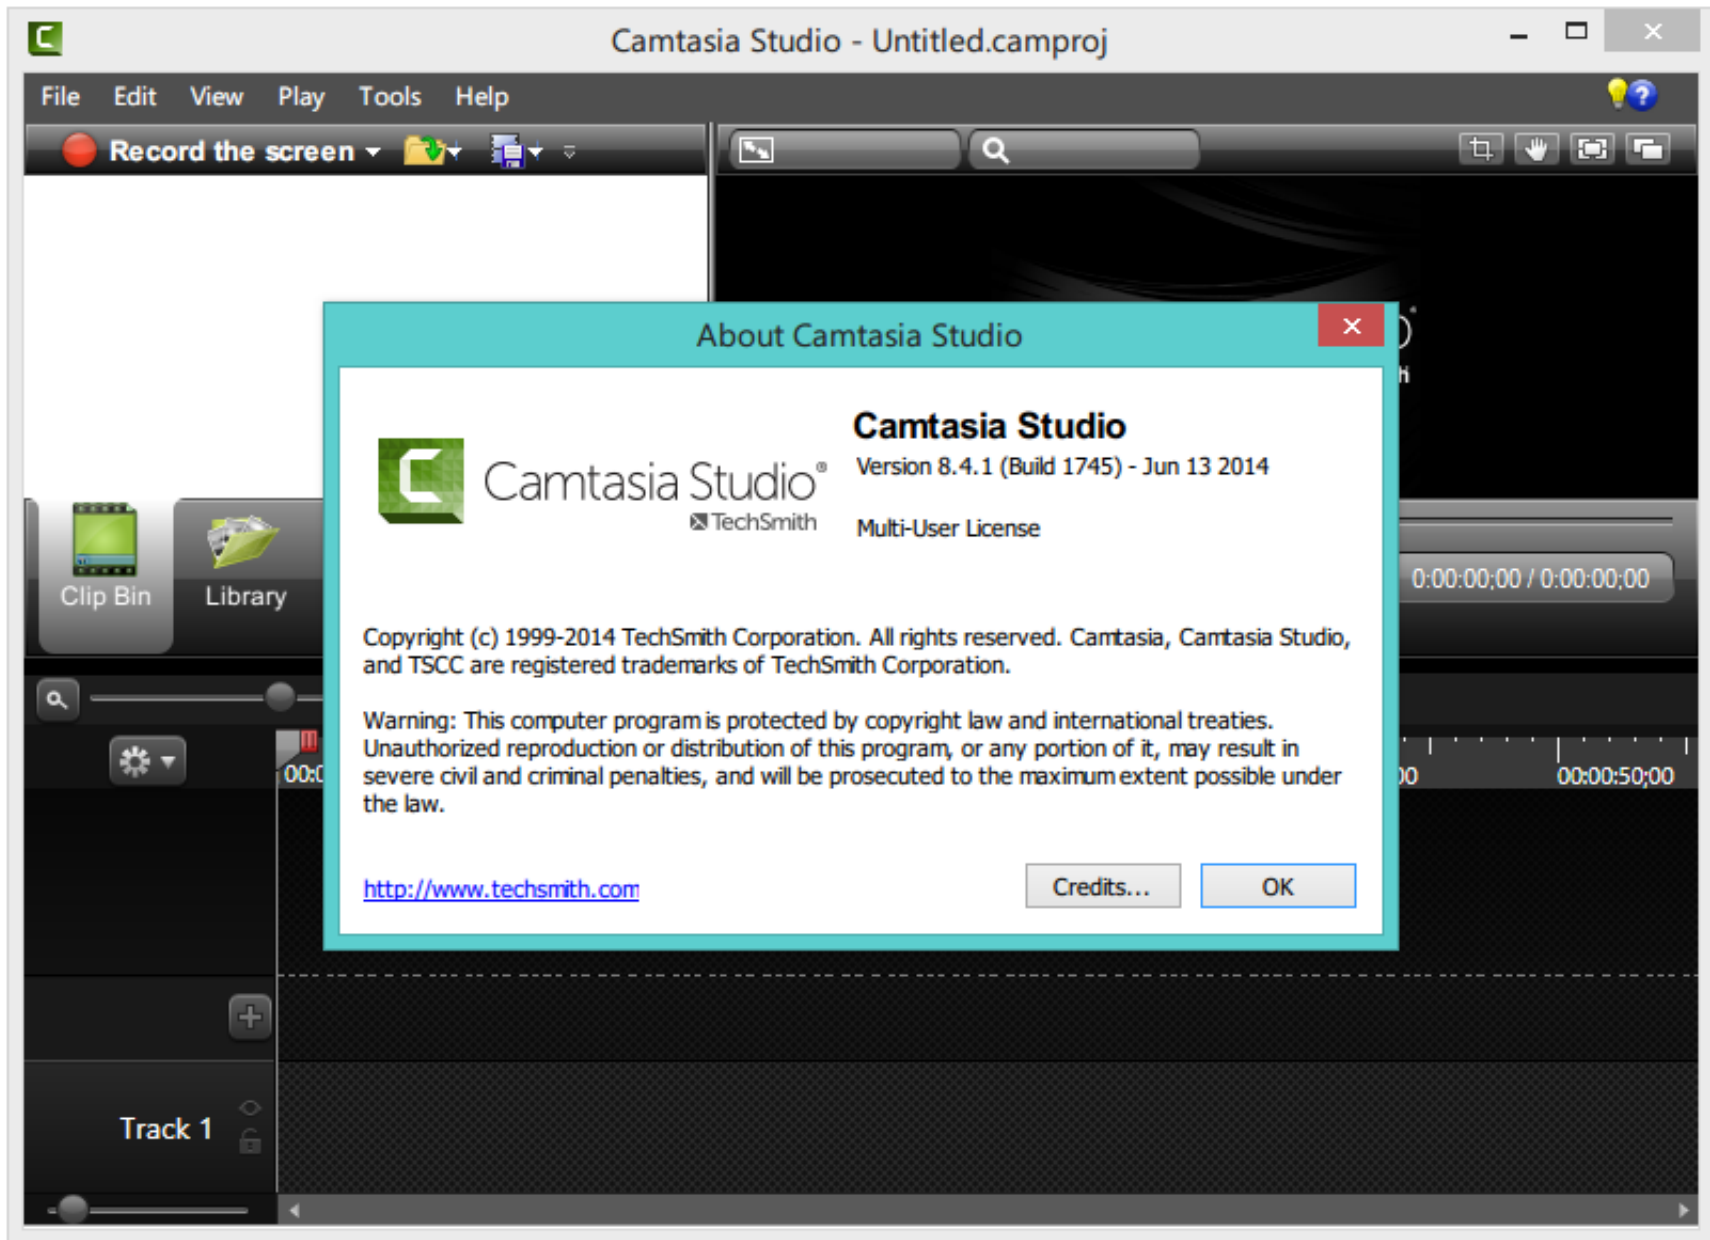 Camtasia Studio - Untitled.camproj
File Edit View Play Tools Help
Record the screen
About Camtasia Studio
Camtasia Studio
Camtasia Studio®
Version 8.4.1 (Build 1745) - Jun 13 2014
TechSmith
Multi-User License
Clip Bin
Library
0:00:00;00 / 0:00:00;00
Copyright (c) 1999-2014 TechSmith Corporation. All rights reserved. Camtasia, Camtasia Studio,
and TSCC are registered trademarks of TechSmith Corporation.
Warning: This computer program is protected by copyright law and international treaties.
Unauthorized reproduction or distribution of this program, or any portion of it, may result in
severe civil and criminal penalties, and will be prosecuted to the maximum extent possible under
the law.
00:00:50;00
http://www.techsmith.com
Credits...
OK
Track 1